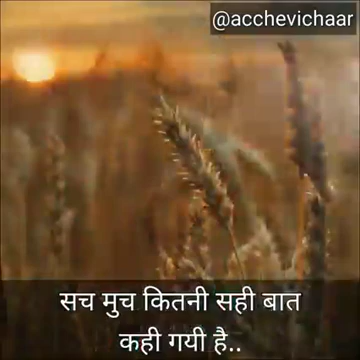 @acchevichaar
सच मुच कितनी सही बात
कही गयी है..